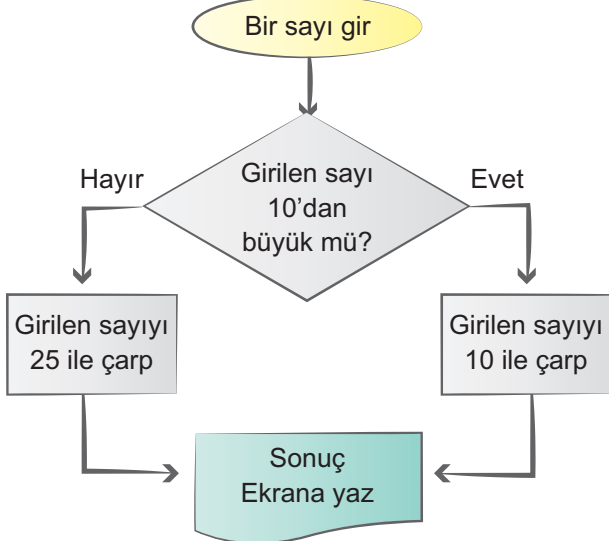 Bir sayı gir
Girilen sayı
10’dan
büyük mü?
Hayır
Evet
Girilen sayıyı
25 ile çarp
Girilen sayıyı
10 ile çarp
Sonuç
Ekrana yaz